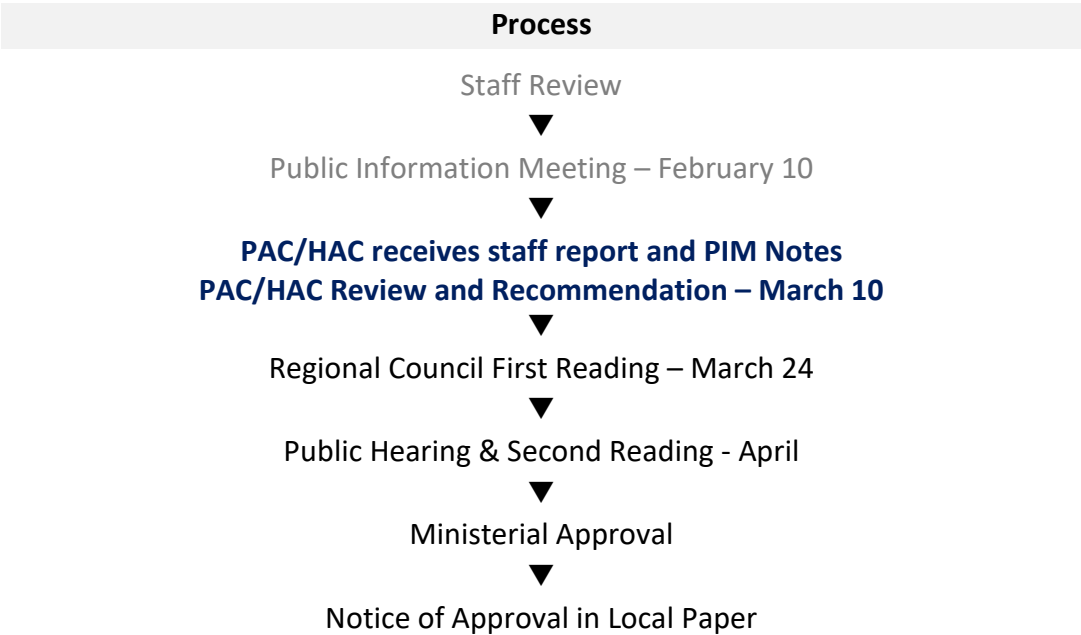 Process
Staff Review
Public Information Meeting – February 10
PAC/HAC receives staff report and PIM Notes
PAC/HAC Review and Recommendation – March 10
Regional Council First Reading – March 24
Public Hearing & Second Reading - April
Ministerial Approval
Notice of Approval in Local Paper